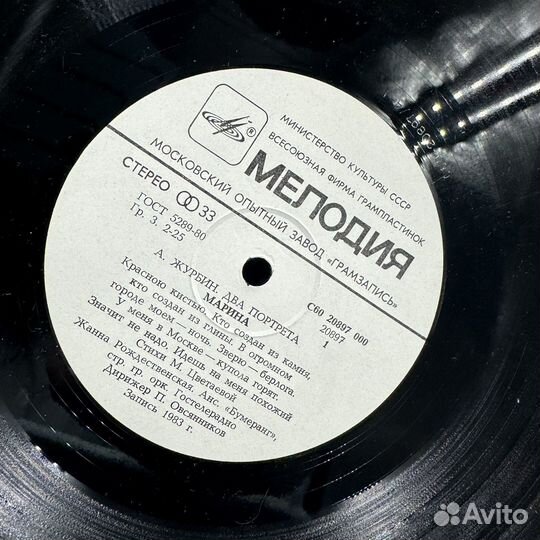 МИНИСТЕРСТВО КУЛЬТУРЫ СССР
ВСЕСОЮЗНАЯ ФИРМА ГРАМПЛАСТИНОК
®
МЕЛОДИЯ
МОСКОВСКИЙ ОПЫТНЫЙ ЗАВОД «ГРАМЗАПИСЬ»
СТЕРЕО 33
ГОСТ 5289-80
Гр. 3. 2-25
С60 20897 000
20897
1
А. ЖУРБИН. ДВА ПОРТРЕТА
МАРИНА
Красною кистью. Кто создан из камня,
кто создан из глины. В огромном
городе моем — ночь. Зверю — берлога.
У меня в Москве — купола горят.
Значит не надо. Идешь на меня похожий
Стихи М. Цветаевой
Жанна Рождественская. Анс. «Бумеранг»,
стр. гр. орк. Гостелерадио
Дирижер П. Овсянников
Запись 1983 г.
Avito